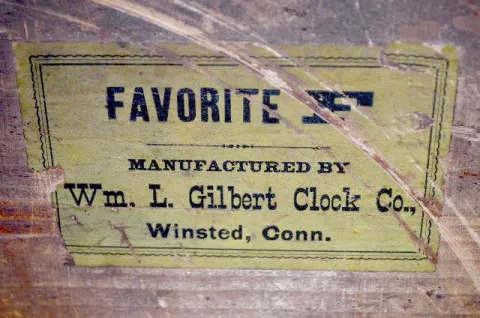 FAVORITE
MANUFACTURED BY
Wm. L. Gilbert Clock Co.,
Winsted, Conn.